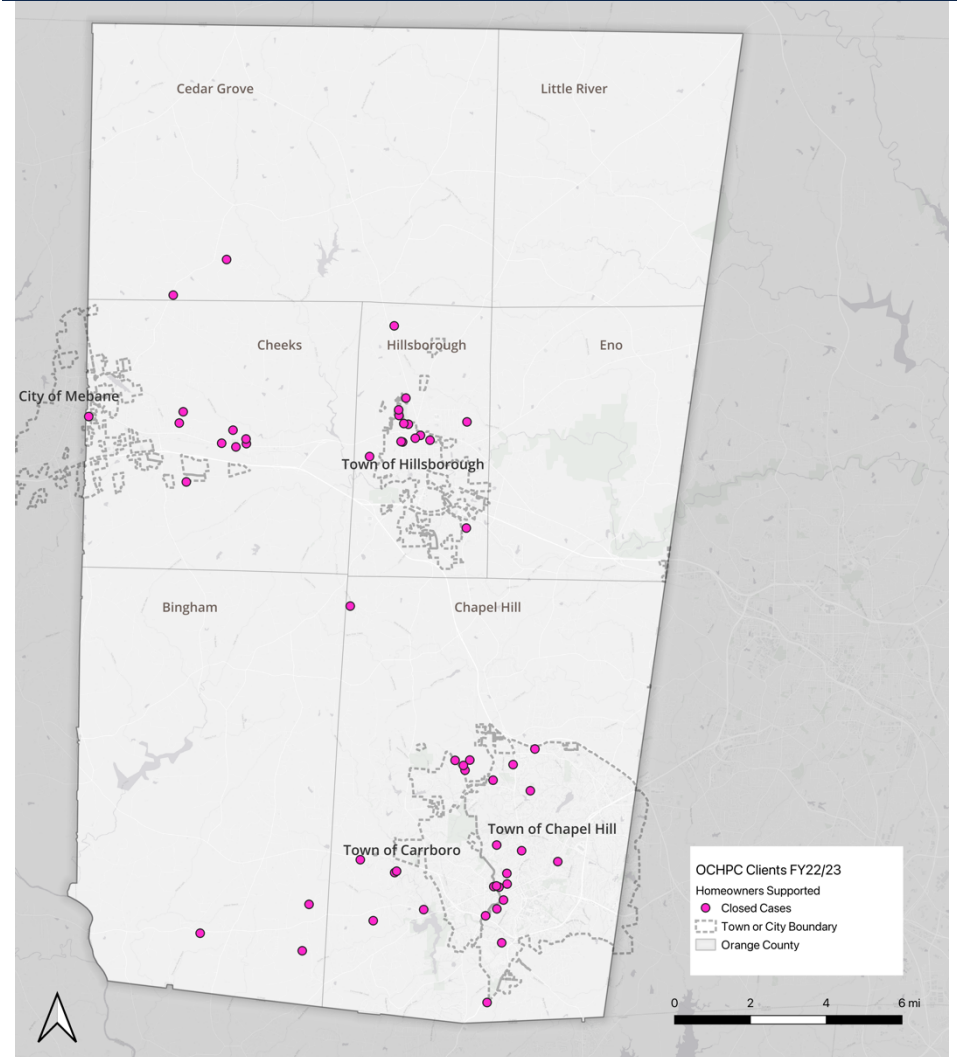 Cedar Grove
Little River
Cheeks
Hillsborough
Eno
City of Mebane
Town of Hillsborough
Bingham
Chapel Hill
Town of Chapel Hill
Town of Carrboro
OCHPC Clients FY22/23
Homeowners Supported
Closed Cases
Town or City Boundary
Orange County
0 2 4 6 mi